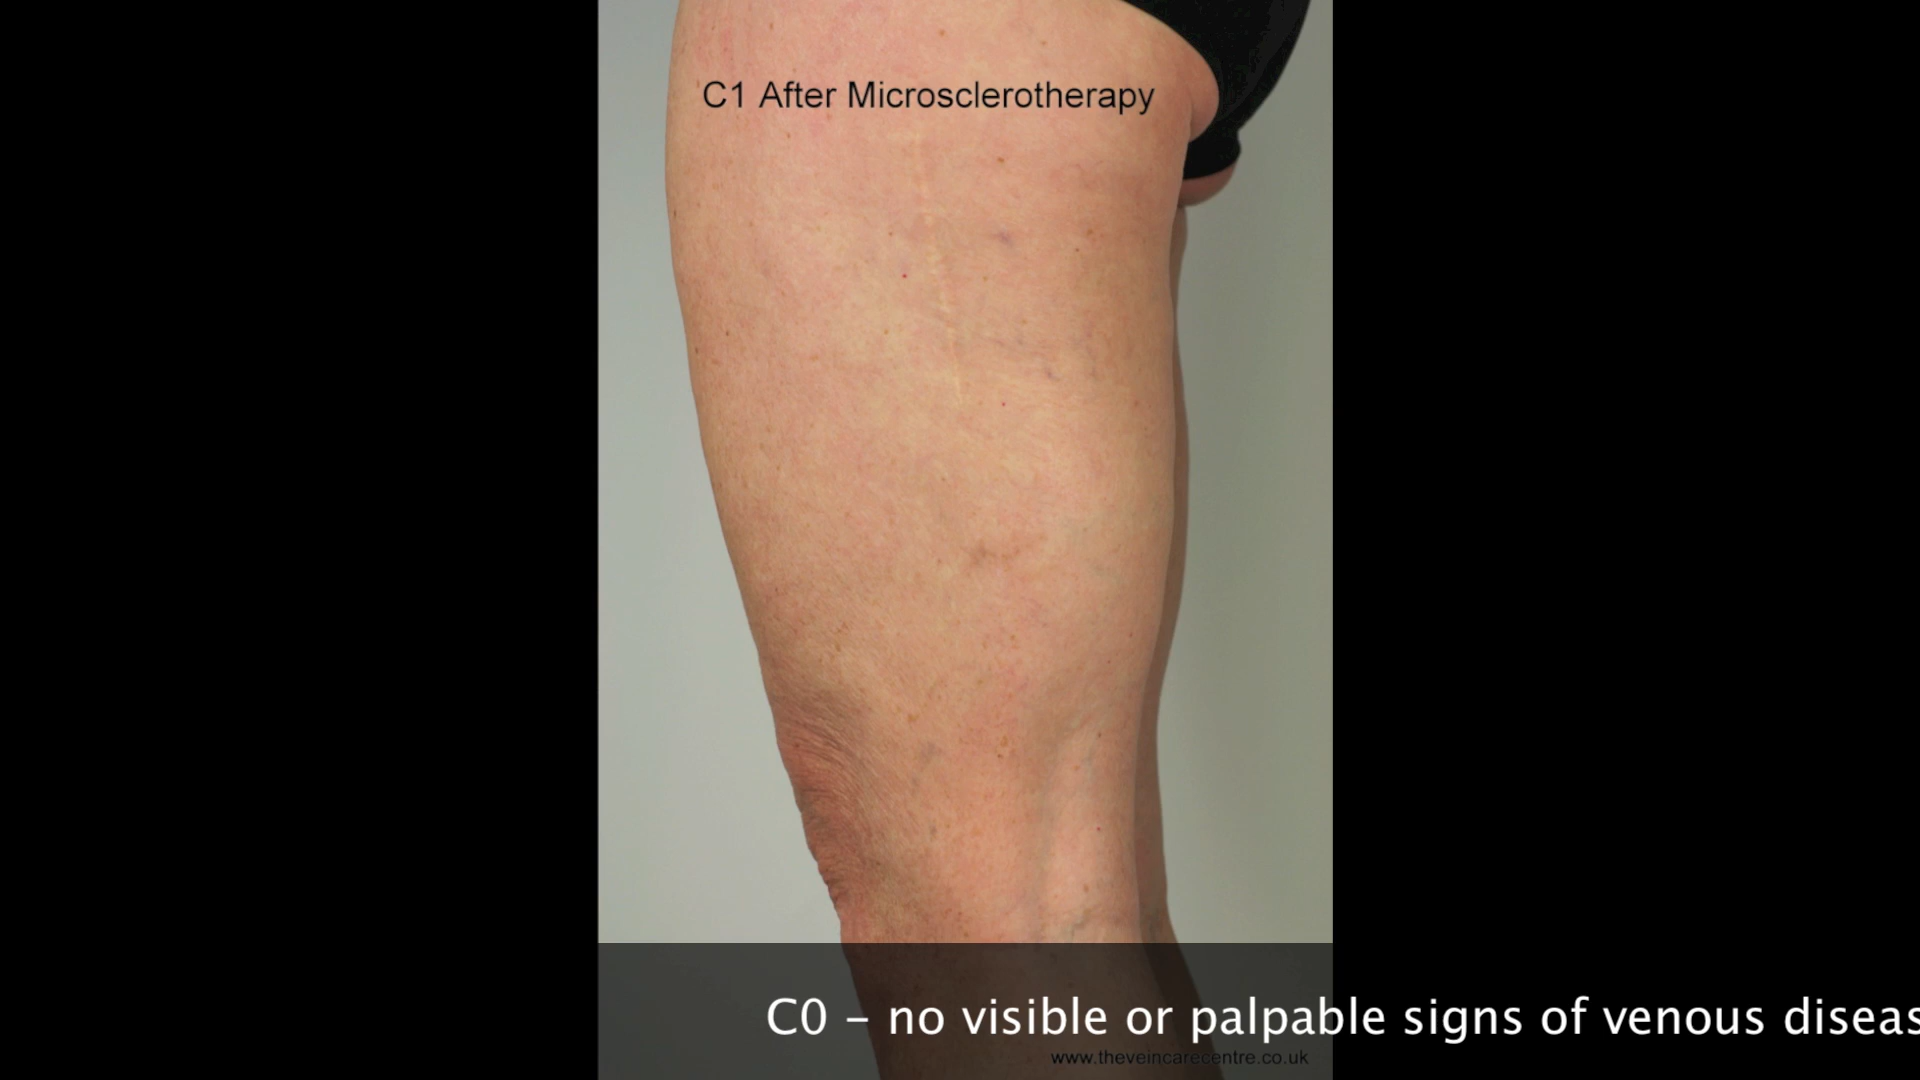 C1 After Microsclerotherapy
C0 – no visible or palpable signs of venous diseas
www.theveincarecentre.co.uk